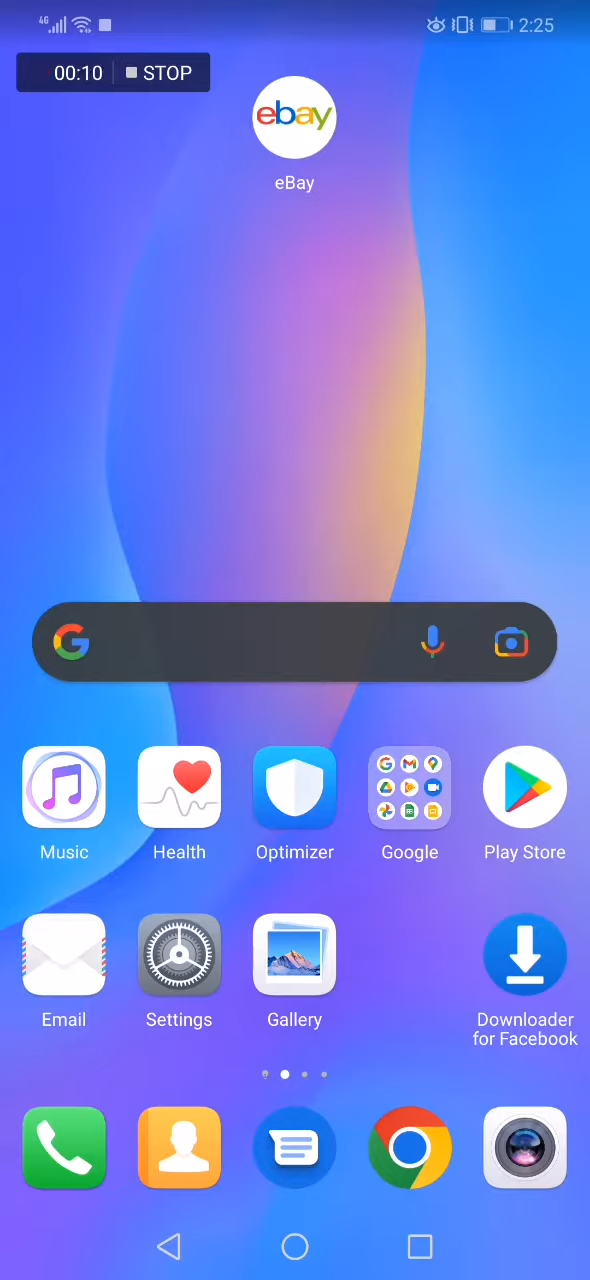 4G
2:25
00:10
STOP
ebay
eBay
Music
Health
Optimizer
Google
Play Store
Email
Settings
Gallery
Downloader
for Facebook